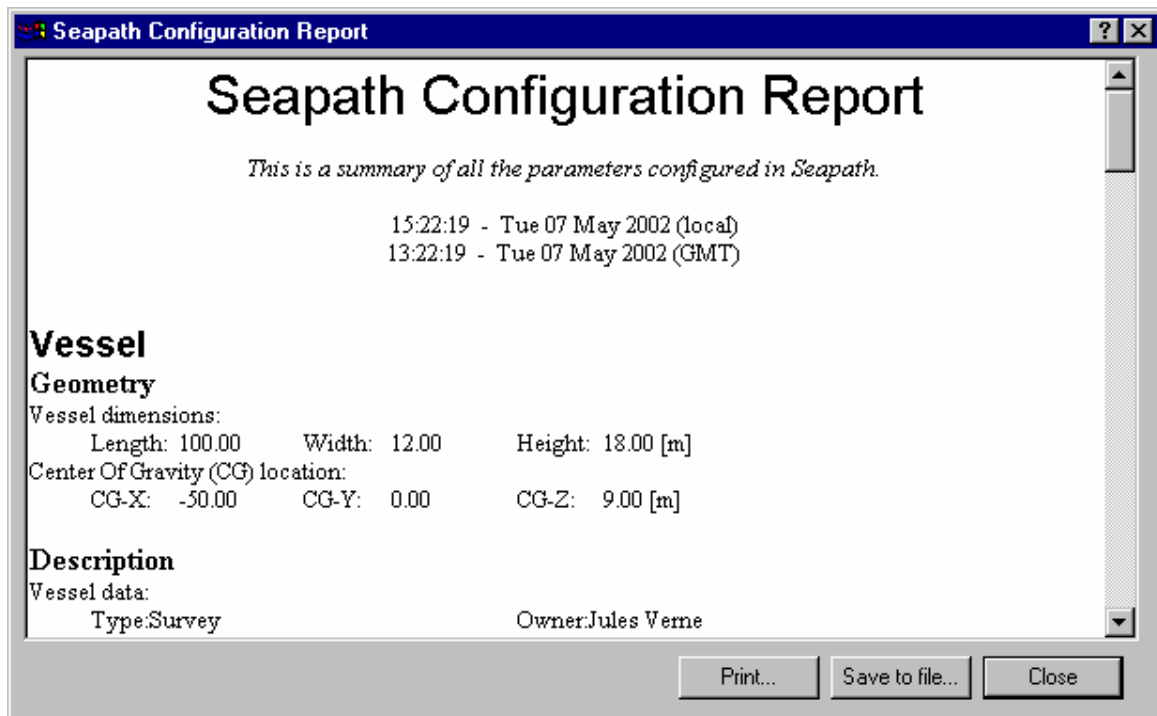 Seapath Configuration Report
Seapath Configuration Report
This is a summary of all the parameters configured in Seapath.
15:22:19 - Tue 07 May 2002 (local)
13:22:19 - Tue 07 May 2002 (GMT)
Vessel
Geometry
Vessel dimensions:
Length: 100.00 Width: 12.00 Height: 18.00 [m]
Center Of Gravity (CG) location:
CG-X: -50.00 CG-Y: 0.00 CG-Z: 9.00 [m]
Description
Vessel data:
Type:Survey Owner:Jules Verne
Print... Save to file... Close